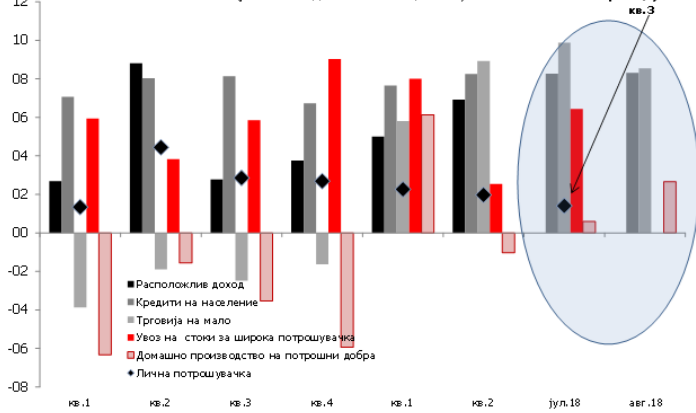 кв.3
12
10
08
06
04
02
00
-02
-04
-06
-08
Расположлив доход
Кредити на население
Трговија на мало
Увоз на стоки за широка потрошувачка
Домашно производство на потрошни добра
Лична потрошувачка
кв.1 кв.2 кв.3 кв.4 кв.1 кв.2 јул.18 авг.18